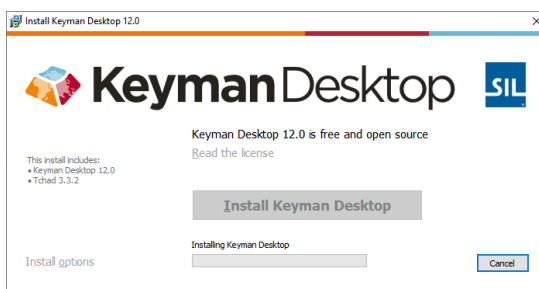 Install Keyman Desktop 12.0
Keyman Desktop
SIL
Keyman Desktop 12.0 is free and open source
Read the license
This install includes:
• Keyman Desktop 12.0
• Tchad 3.3.2
Install Keyman Desktop
Installing Keyman Desktop
Install options
Cancel